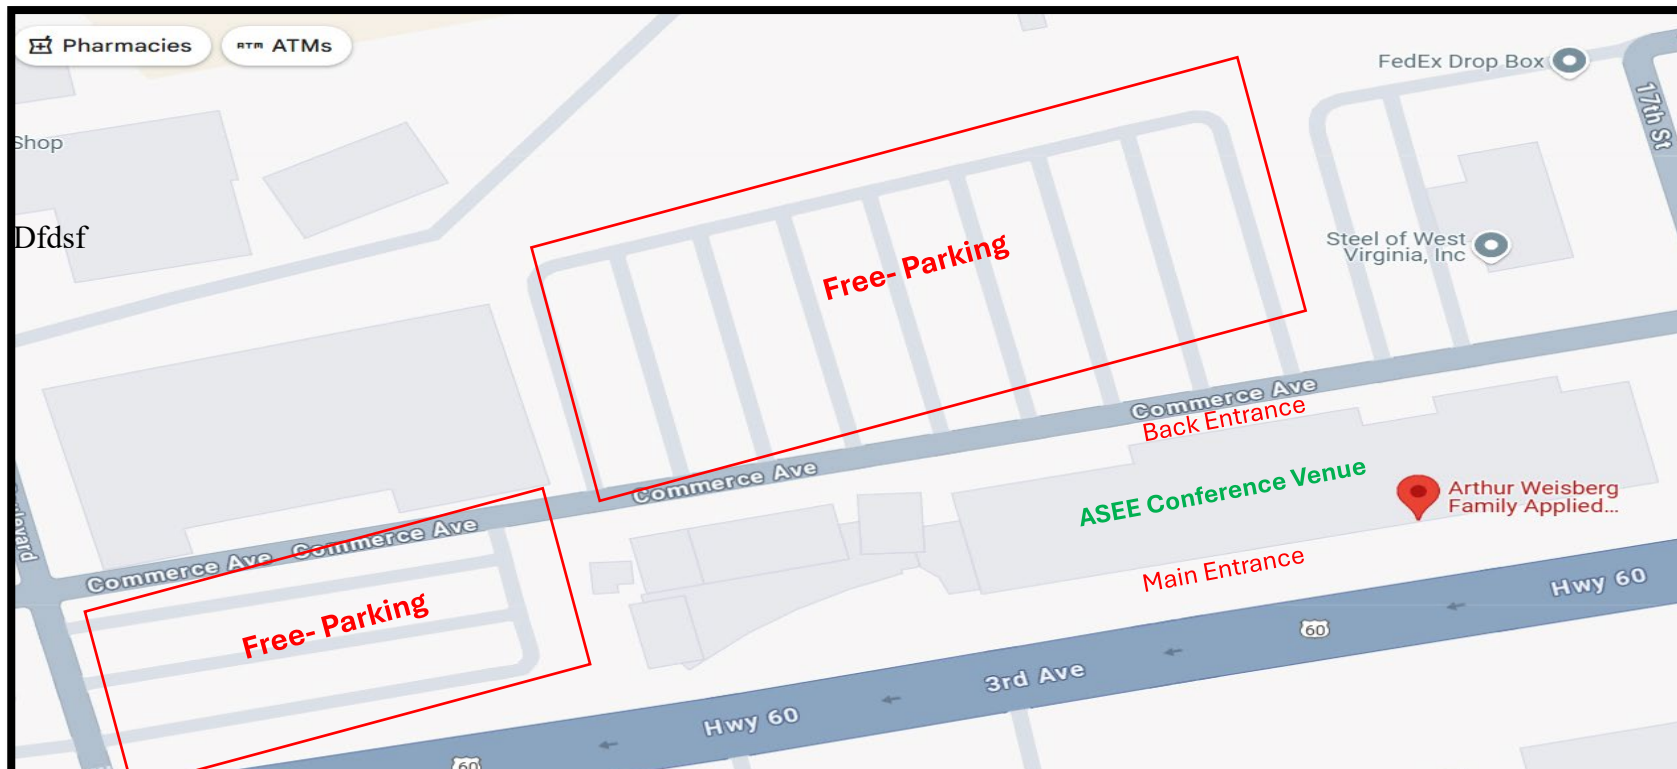 Pharmacies
ATM ATMs
FedEx Drop Box
17th St
Shop
Dfdsf
Free- Parking
Steel of West
Virginia, Inc
Commerce Ave
Back Entrance
Commerce Ave
ASEE Conference Venue
Arthur Weisberg
Family Applied...
Commerce Ave
Commerce Ave
Main Entrance
Hwy 60
Free- Parking
60
3rd Ave
Hwy 60
60